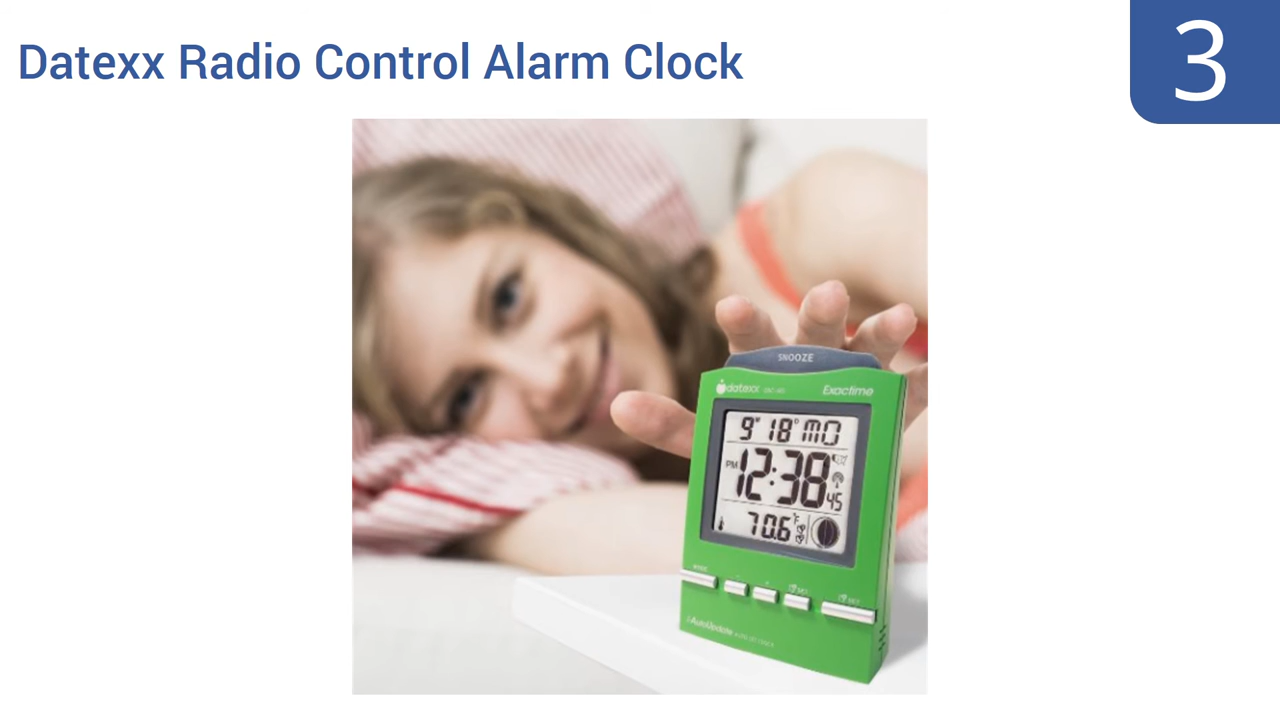 Datexx Radio Control Alarm Clock
3
SNOOZE
datexx
Exactime
9 18 MO
PM 12:38 45
70.6 °F
AutoUpdate